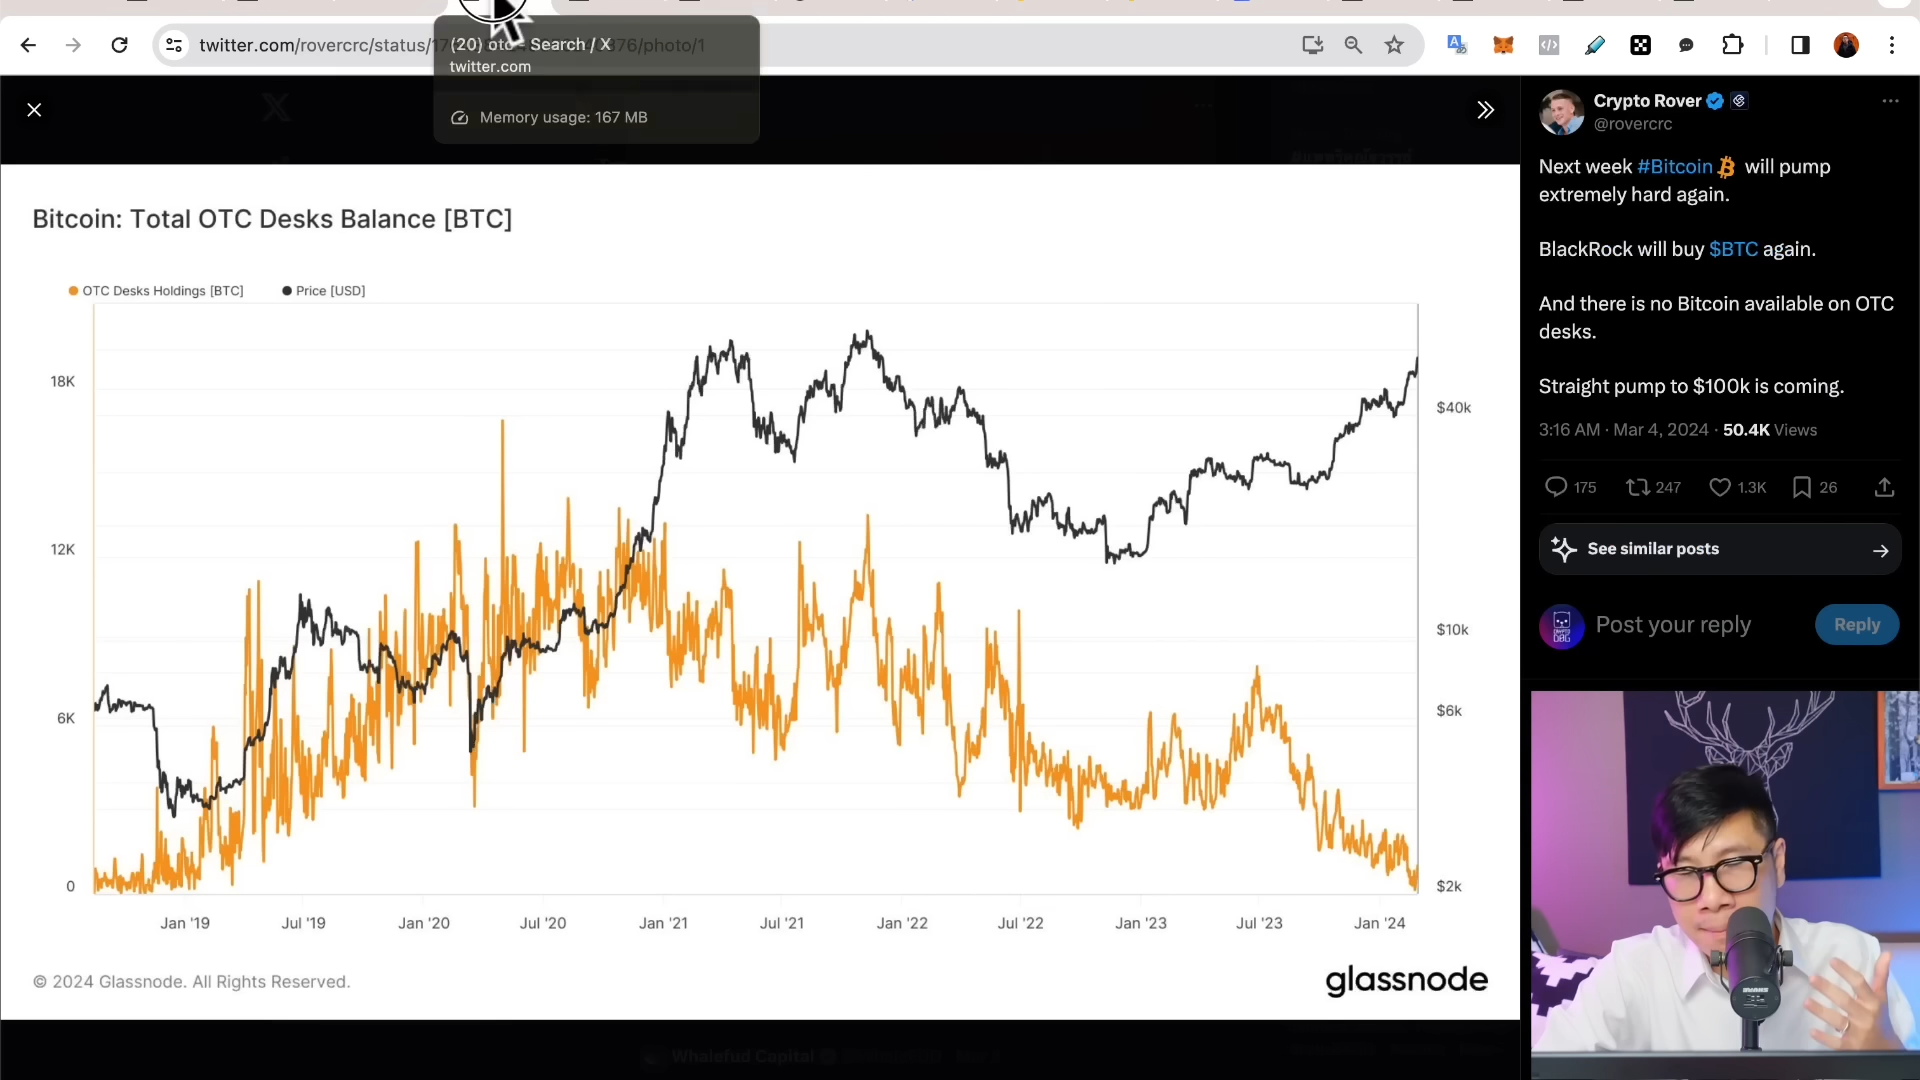 twitter.com/rovercrc/status/17
376/photo/1
(20) otc - Search / X
twitter.com
Memory usage: 167 MB
Bitcoin: Total OTC Desks Balance [BTC]
OTC Desks Holdings [BTC]
Price [USD]
18K
12K
6K
0
$40k
$10k
$6k
$2k
Jan '19
Jul '19
Jan '20
Jul '20
Jan '21
Jul '21
Jan '22
Jul '22
Jan '23
Jul '23
Jan '24
© 2024 Glassnode. All Rights Reserved.
glassnode
Whalefud Capital
Crypto Rover
@rovercrc
Next week #Bitcoin will pump
extremely hard again.
BlackRock will buy $BTC again.
And there is no Bitcoin available on OTC
desks.
Straight pump to $100k is coming.
3:16 AM · Mar 4, 2024 · 50.4K Views
175
247
1.3K
26
See similar posts
Post your reply
Reply